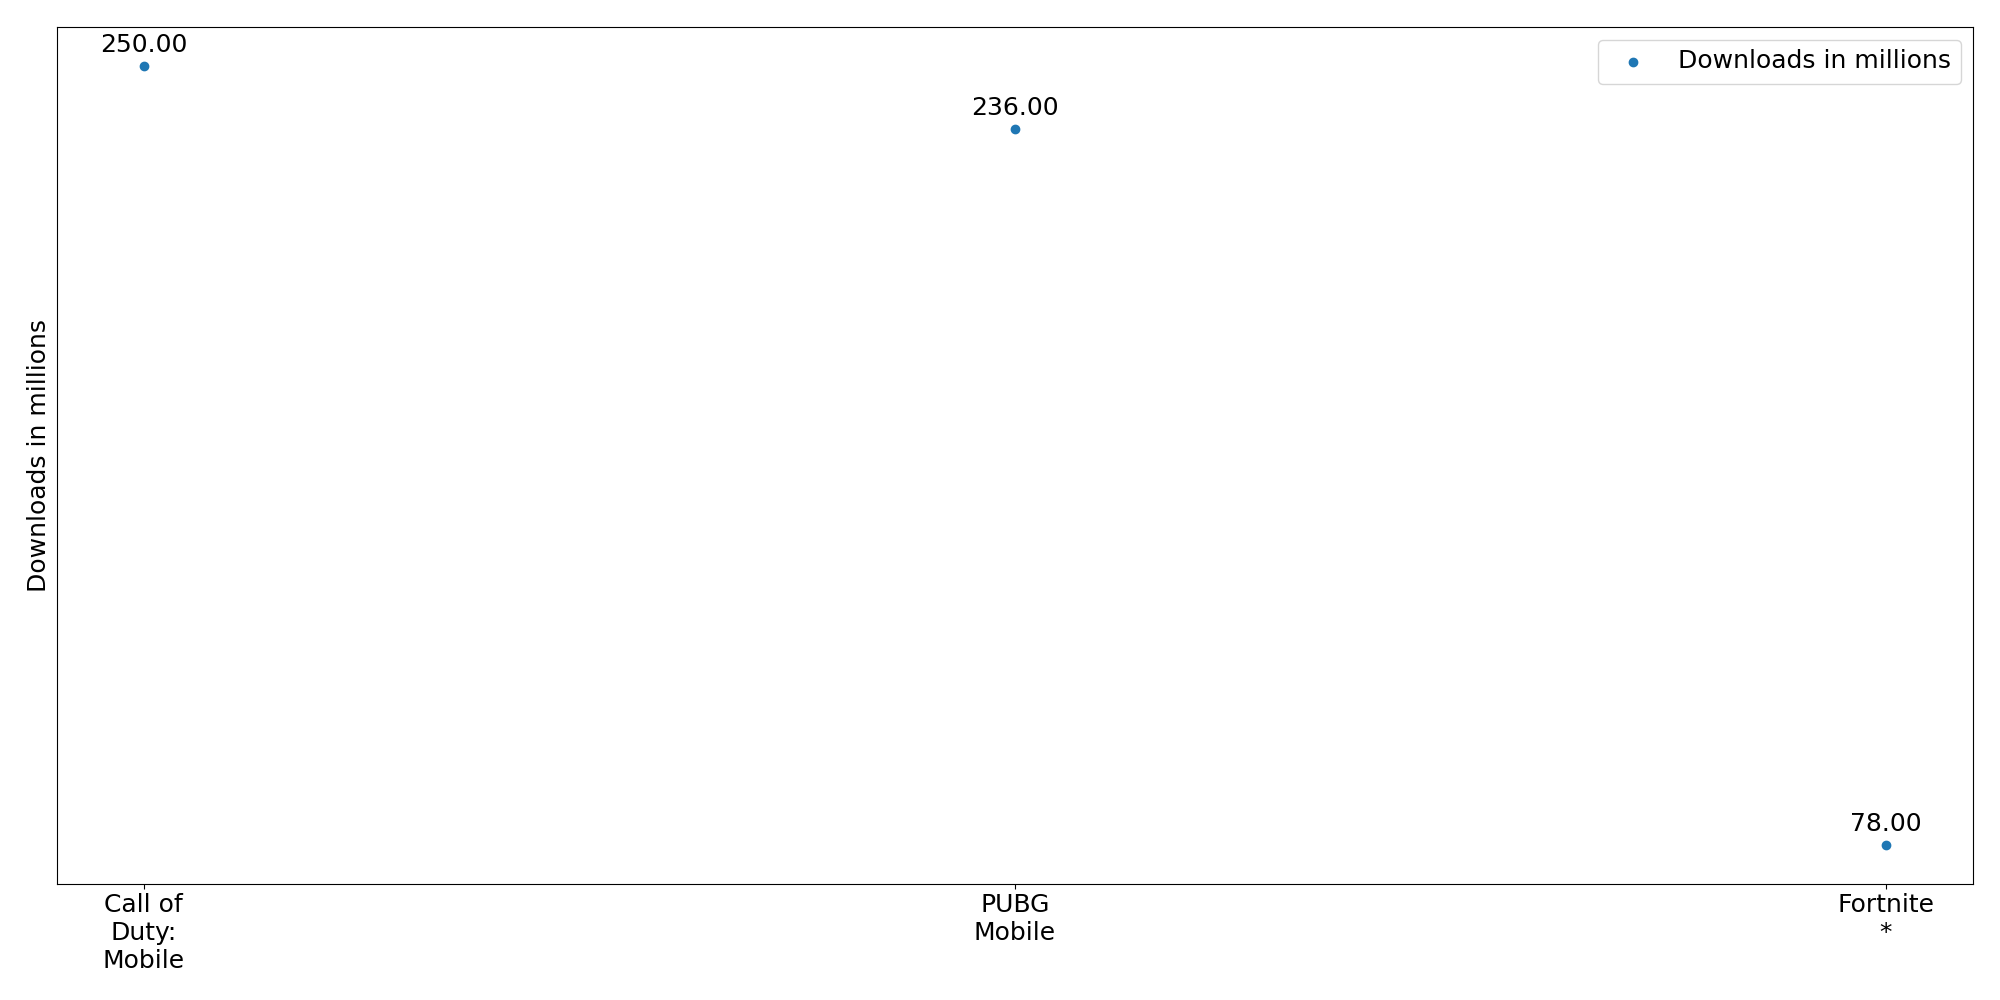 250.00
Downloads in millions
236.00
Downloads in millions
78.00
Call of
Duty:
Mobile
PUBG
Mobile
Fortnite
*